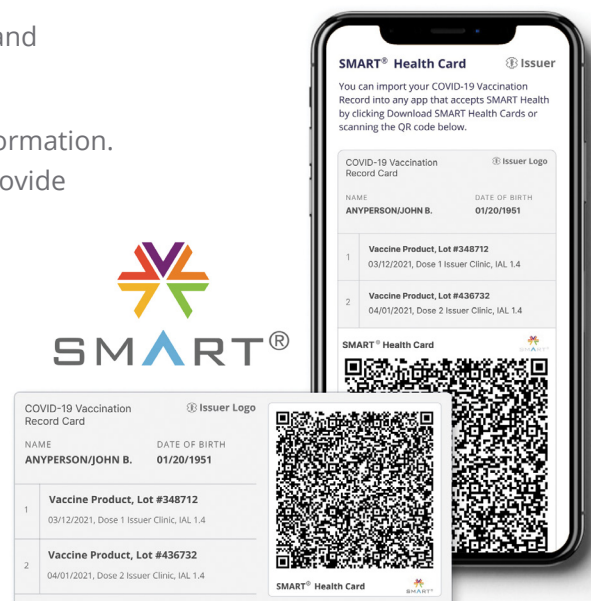 and
ormation.
ovide
SMART®
SMART® Health Card
Issuer
You can import your COVID-19 Vaccination
Record into any app that accepts SMART Health
by clicking Download SMART Health Cards or
scanning the QR code below.
COVID-19 Vaccination
Record Card
Issuer Logo
NAME
DATE OF BIRTH
ANYPERSON/JOHN B.
01/20/1951
1
Vaccine Product, Lot #348712
03/12/2021, Dose 1 Issuer Clinic, IAL 1.4
2
Vaccine Product, Lot #436732
04/01/2021, Dose 2 Issuer Clinic, IAL 1.4
SMART® Health Card
SMART®
COVID-19 Vaccination
Record Card
Issuer Logo
NAME
DATE OF BIRTH
ANYPERSON/JOHN B.
01/20/1951
1
Vaccine Product, Lot #348712
03/12/2021, Dose 1 Issuer Clinic, IAL 1.4
2
Vaccine Product, Lot #436732
04/01/2021, Dose 2 Issuer Clinic, IAL 1.4
SMART® Health Card
SMART®